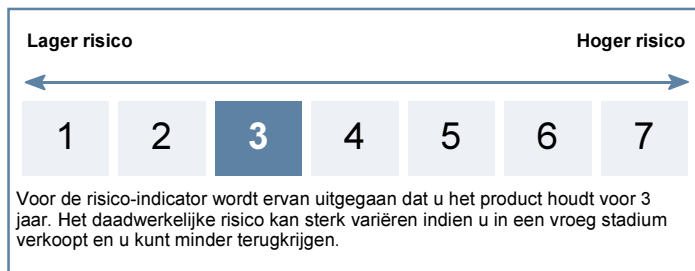 Lager risico Hoger risico
1 2 3 4 5 6 7
Voor de risico-indicator wordt ervan uitgegaan dat u het product houdt voor 3
jaar. Het daadwerkelijke risico kan sterk variëren indien u in een vroeg stadium
verkoopt en u kunt minder terugkrijgen.